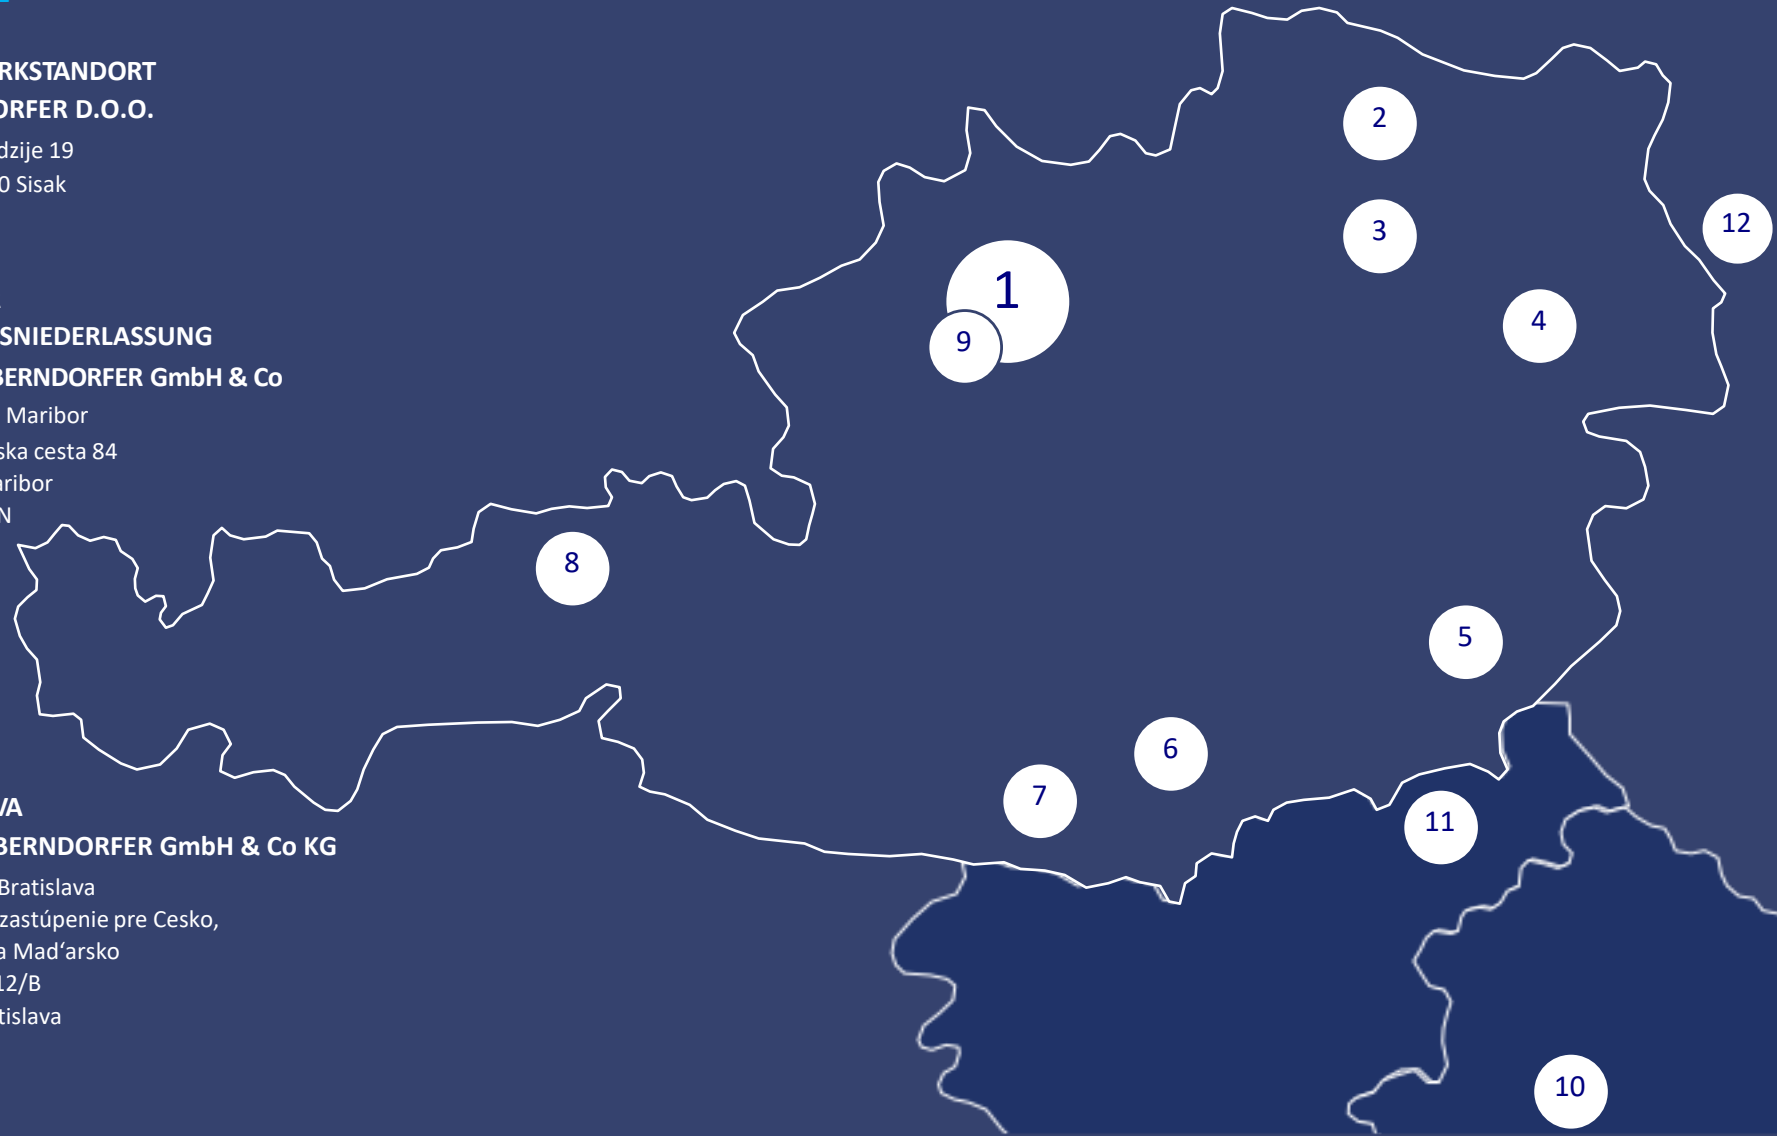 RKSTANDORT
ORFER D.O.O.
dzije 19
0 Sisak
SNIEDERLASSUNG
BERNDORFER GmbH & Co
Maribor
ska cesta 84
aribor
N
VA
BERNDORFER GmbH & Co KG
Bratislava
zastúpenie pre Cesko,
a Mad‘arsko
12/B
tislava
2
3
12
1
9
4
8
5
6
7
11
10